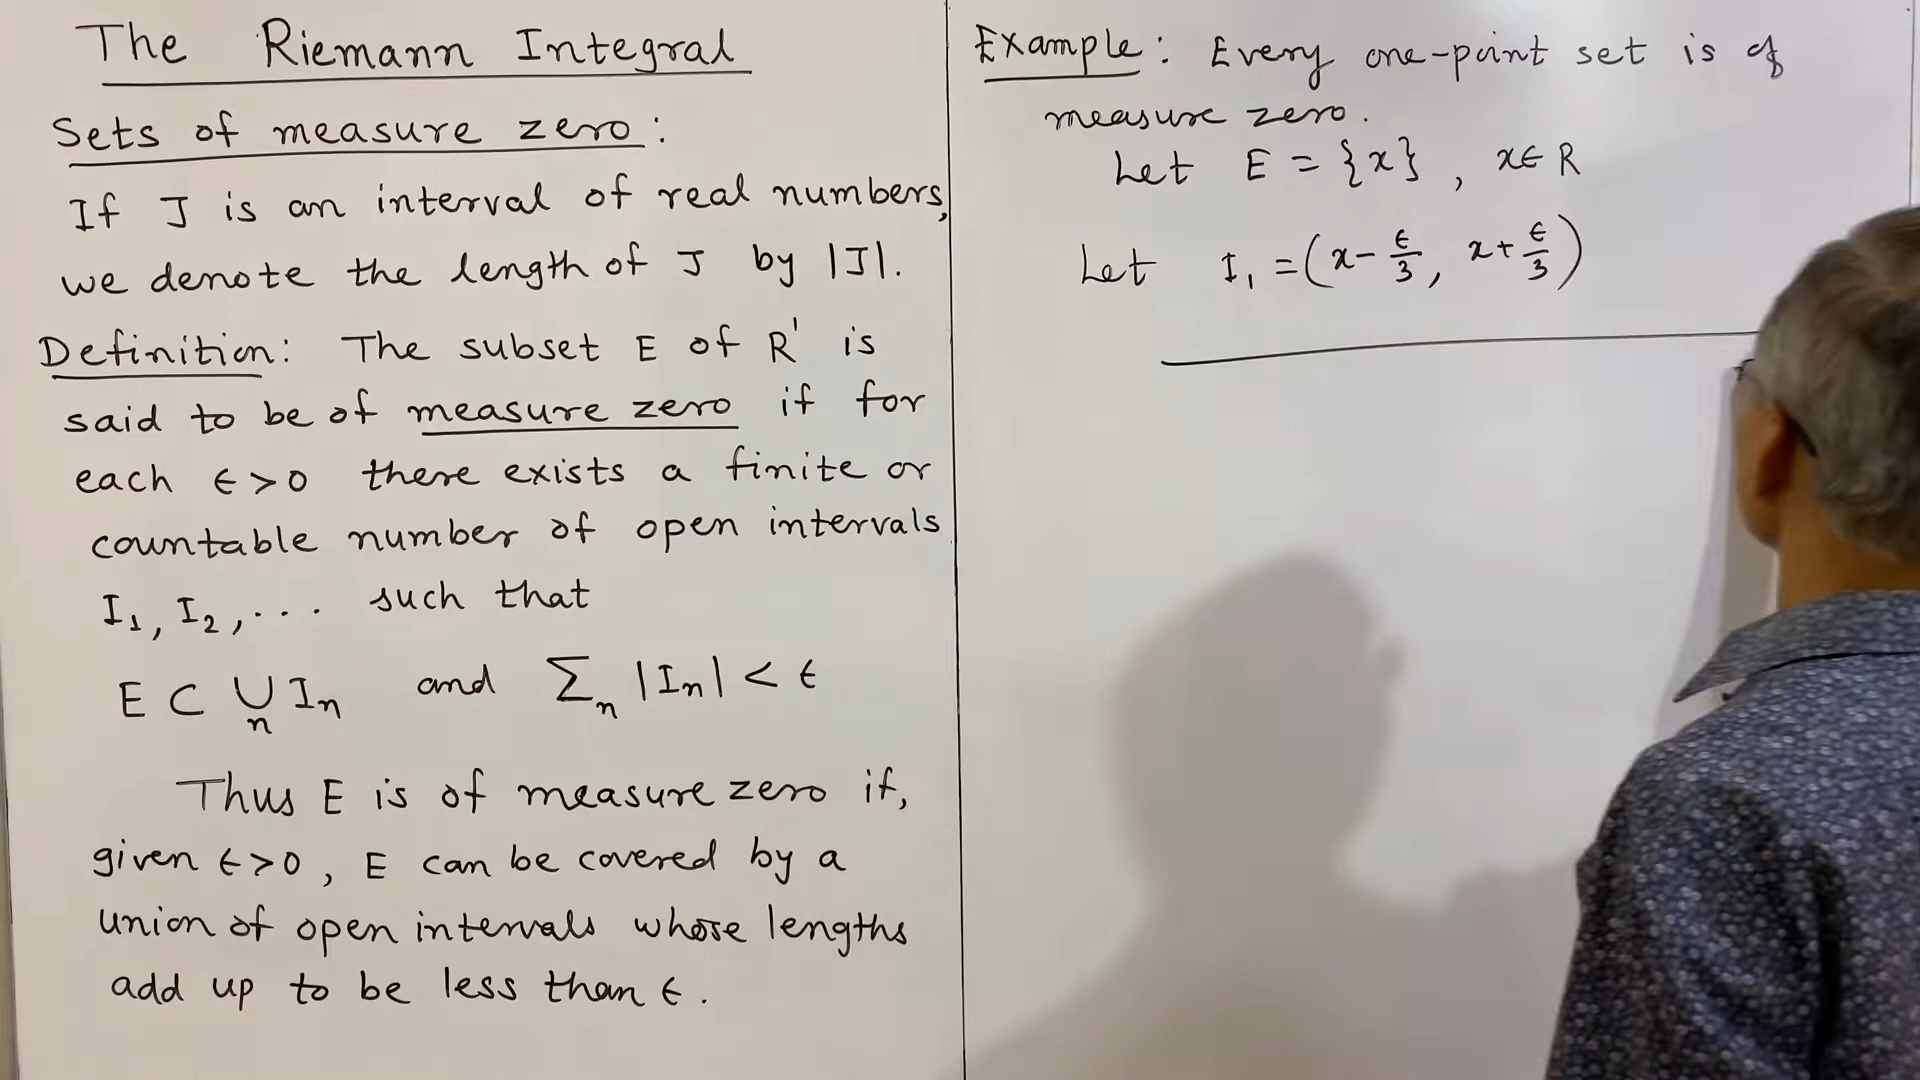 The Riemann Integral
Sets of measure zero:
If J is an interval of real numbers,
we denote the length of J by |J|.
Definition: The subset E of R' is
said to be of measure zero if for
each ϵ>0 there exists a finite or
countable number of open intervals
I₁, I₂, ... such that
E ⊂ ⋃ₙ Iₙ and ∑ₙ |Iₙ| < ϵ
Thus E is of measure zero if,
given ϵ>0, E can be covered by a
union of open intervals whose lengths
add up to be less than ϵ.
Example: Every one-point set is of
measure zero.
Let E = {x}, x∈R
Let I₁ = (x - ϵ/3, x + ϵ/3)